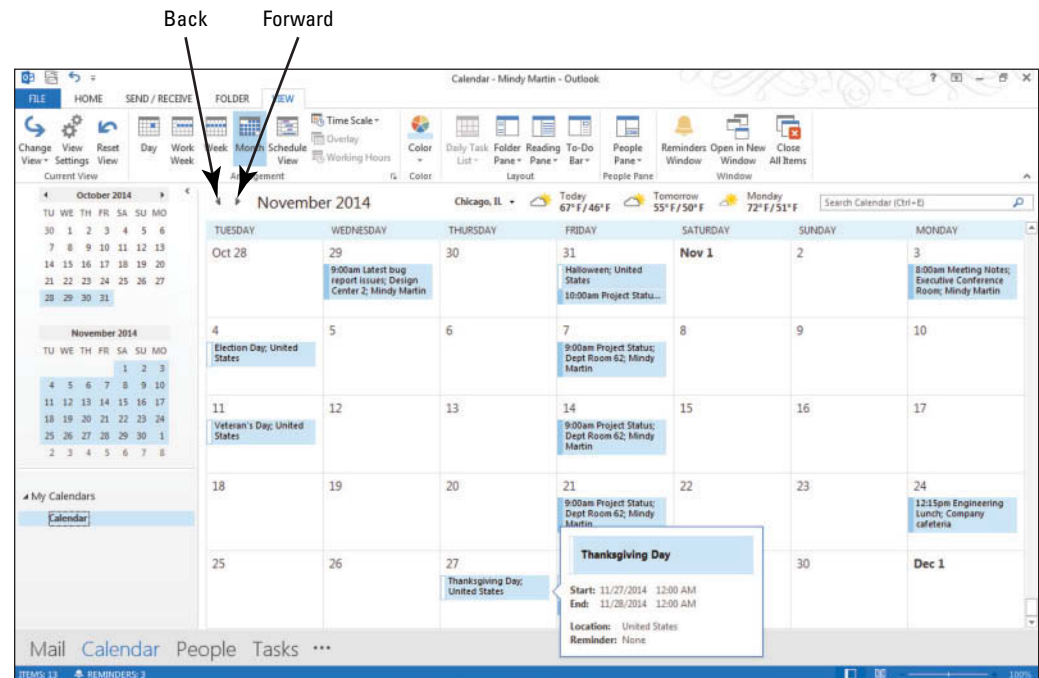 Back Forward
Calendar - Mindy Martin - Outlook
FILE HOME SEND / RECEIVE FOLDER VIEW
Change View View Settings Reset View
Current View
Day Work Week Week Month Schedule View
Time Scale
Overlay
Working Hours
Arrangement
Color
Color
Daily Task List Folder Pane Reading Pane To-Do Bar
Layout
People Pane
People Pane
Reminders Window Open in New Window Close All Items
Window
October 2014
TU WE TH FR SA SU MO
30 1 2 3 4 5 6
7 8 9 10 11 12 13
14 15 16 17 18 19 20
21 22 23 24 25 26 27
28 29 30 31
November 2014
TU WE TH FR SA SU MO
1 2 3
4 5 6 7 8 9 10
11 12 13 14 15 16 17
18 19 20 21 22 23 24
25 26 27 28 29 30 1
2 3 4 5 6 7 8
My Calendars
Calendar
November 2014
Chicago, IL
Today
67°F/46°F
Tomorrow
55°F/50°F
Monday
72°F/51°F
Search Calendar (Ctrl+E)
TUESDAY WEDNESDAY THURSDAY FRIDAY SATURDAY SUNDAY MONDAY
Oct 28 29 30 31 Nov 1 2 3
9:00am Latest bug
report issues; Design
Center 2; Mindy Martin
Halloween; United
States
10:00am Project Statu...
8:00am Meeting Notes;
Executive Conference
Room; Mindy Martin
4 5 6 7 8 9 10
Election Day; United
States
9:00am Project Status;
Dept Room 62; Mindy
Martin
11 12 13 14 15 16 17
Veteran's Day; United
States
9:00am Project Status;
Dept Room 62; Mindy
Martin
18 19 20 21 22 23 24
9:00am Project Status;
Dept Room 62; Mindy
Martin
12:15pm Engineering
Lunch; Company
cafeteria
25 26 27 30 Dec 1
Thanksgiving Day;
United States
Thanksgiving Day
Start: 11/27/2014 12:00 AM
End: 11/28/2014 12:00 AM
Location: United States
Reminder: None
Mail Calendar People Tasks ...
ITEMS: 13 REMINDERS: 3 100%